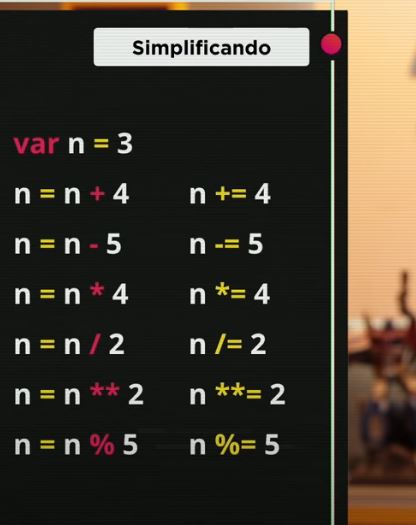 Simplificando
var n = 3
n = n + 4 n += 4
n = n - 5 n -= 5
n = n * 4 n *= 4
n = n / 2 n /= 2
n = n ** 2 n **= 2
n = n % 5 n %= 5